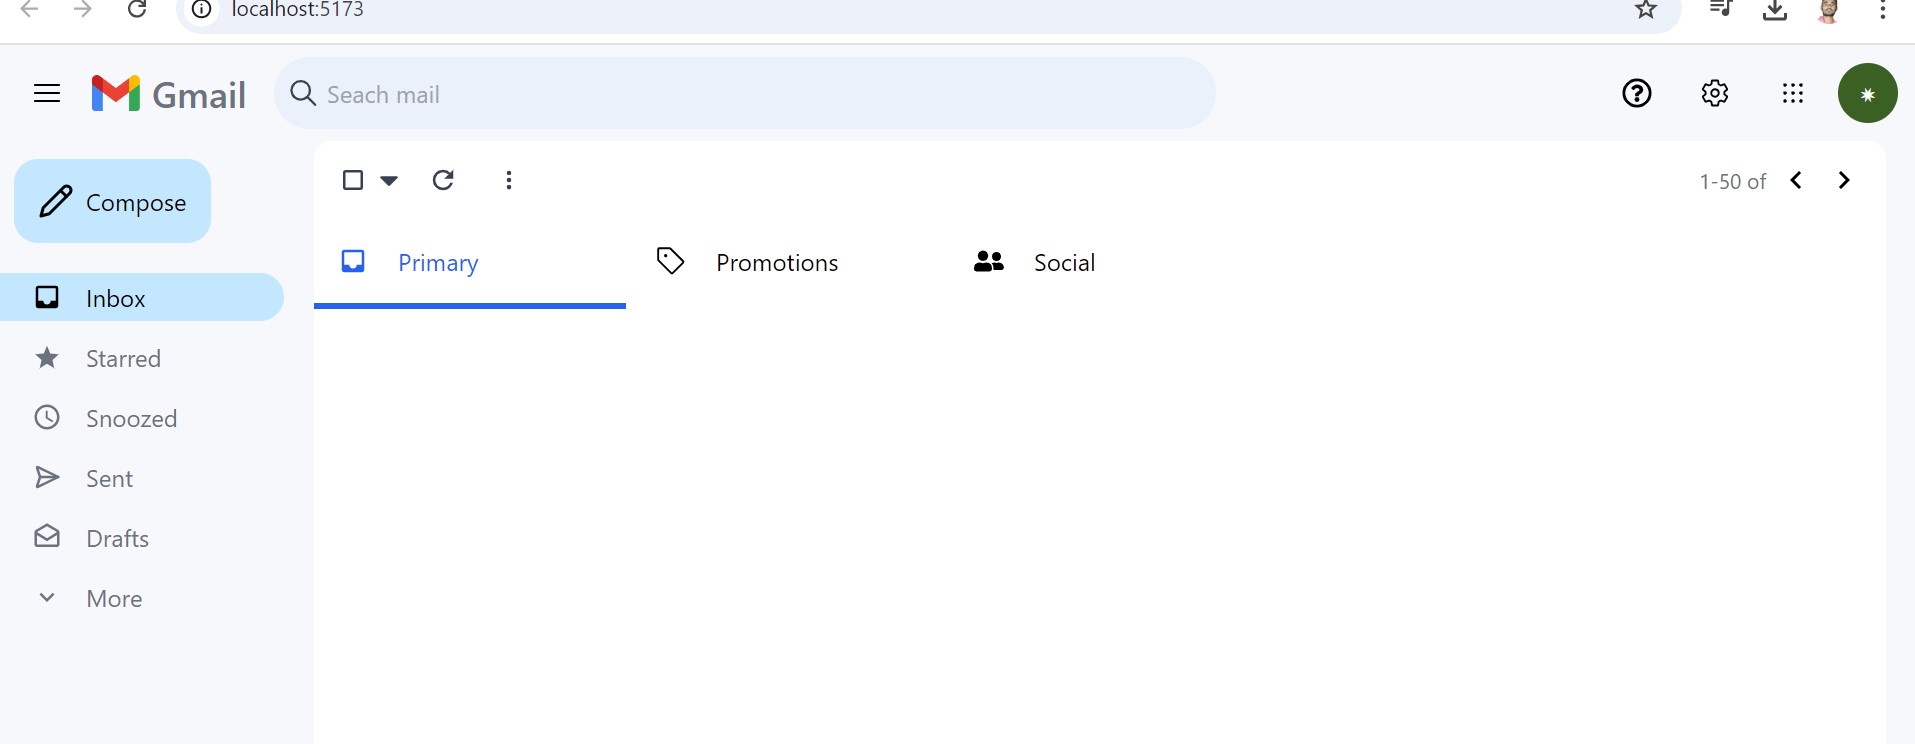 localhost:5173
Gmail
Seach mail
Compose
1-50 of
Primary
Promotions
Social
Inbox
Starred
Snoozed
Sent
Drafts
More